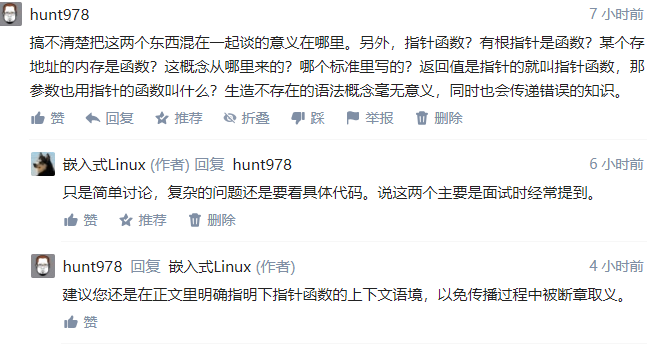 hunt978 7 小时前
搞不清楚把这两个东西混在一起谈的意义在哪里。另外，指针函数？有根指针是函数？某个存
地址的内存是函数？这概念从哪里来的？哪个标准里写的？返回值是指针的就叫指针函数，那
参数也用指针的函数叫什么？生造不存在的语法概念毫无意义，同时也会传递错误的知识。
赞 回复 推荐 折叠 踩 举报 删除
嵌入式Linux (作者) 回复 hunt978 6 小时前
只是简单讨论，复杂的问题还是要看具体代码。说这两个主要是面试时经常提到。
赞 推荐 删除
hunt978 回复 嵌入式Linux (作者) 4 小时前
建议您还是在正文里明确指明下指针函数的上下文语境，以免传播过程中被断章取义。
赞